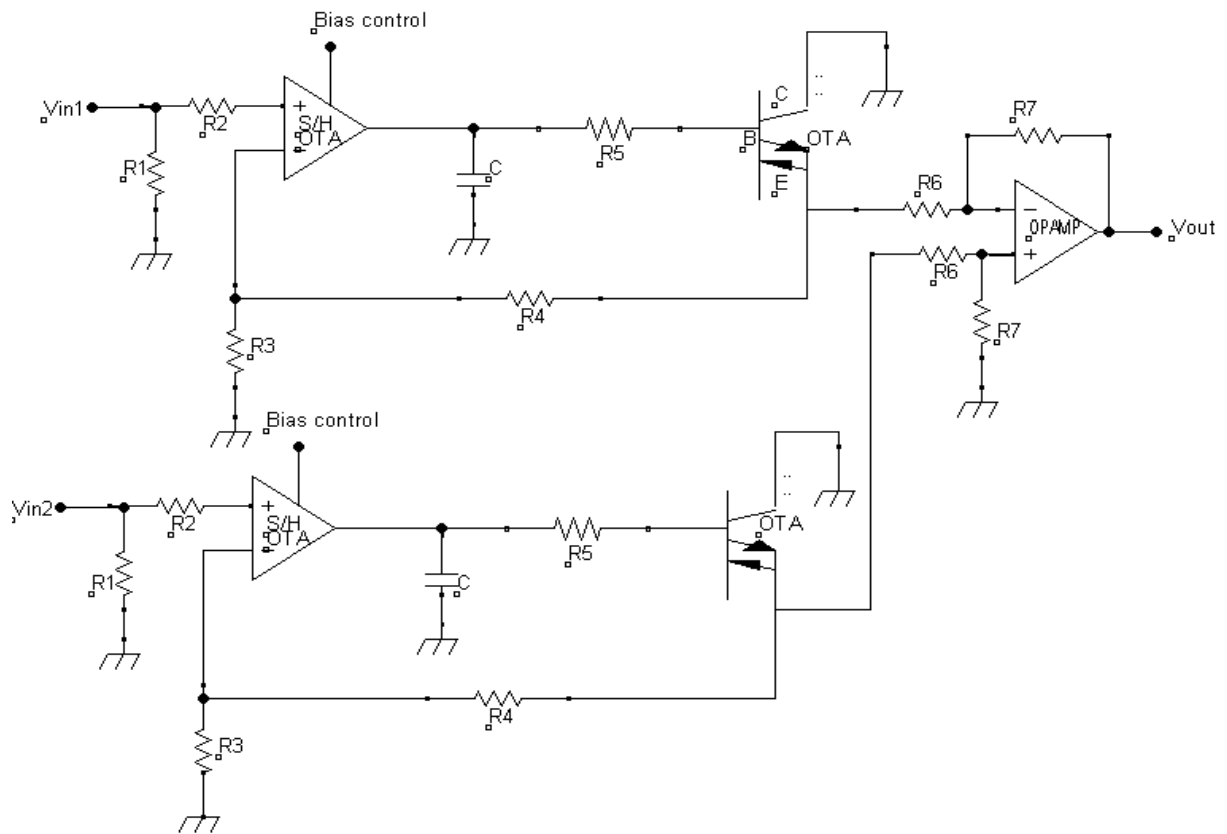 Bias control
Vin1
R2
+
S/H
OTA
−
R1
C
R5
C
B
OTA
E
R7
R6
−
OPAMP
+
Vout
R6
R7
R4
R3
Bias control
Vin2
R2
+
S/H
OTA
−
R1
C
R5
OTA
R4
R3